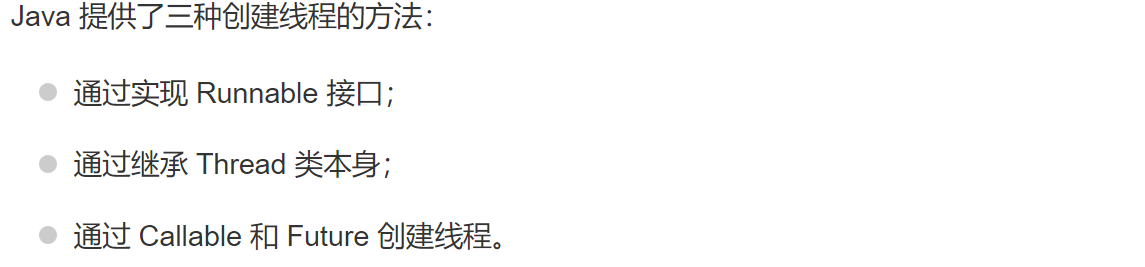 Java 提供了三种创建线程的方法：
通过实现 Runnable 接口；
通过继承 Thread 类本身；
通过 Callable 和 Future 创建线程。